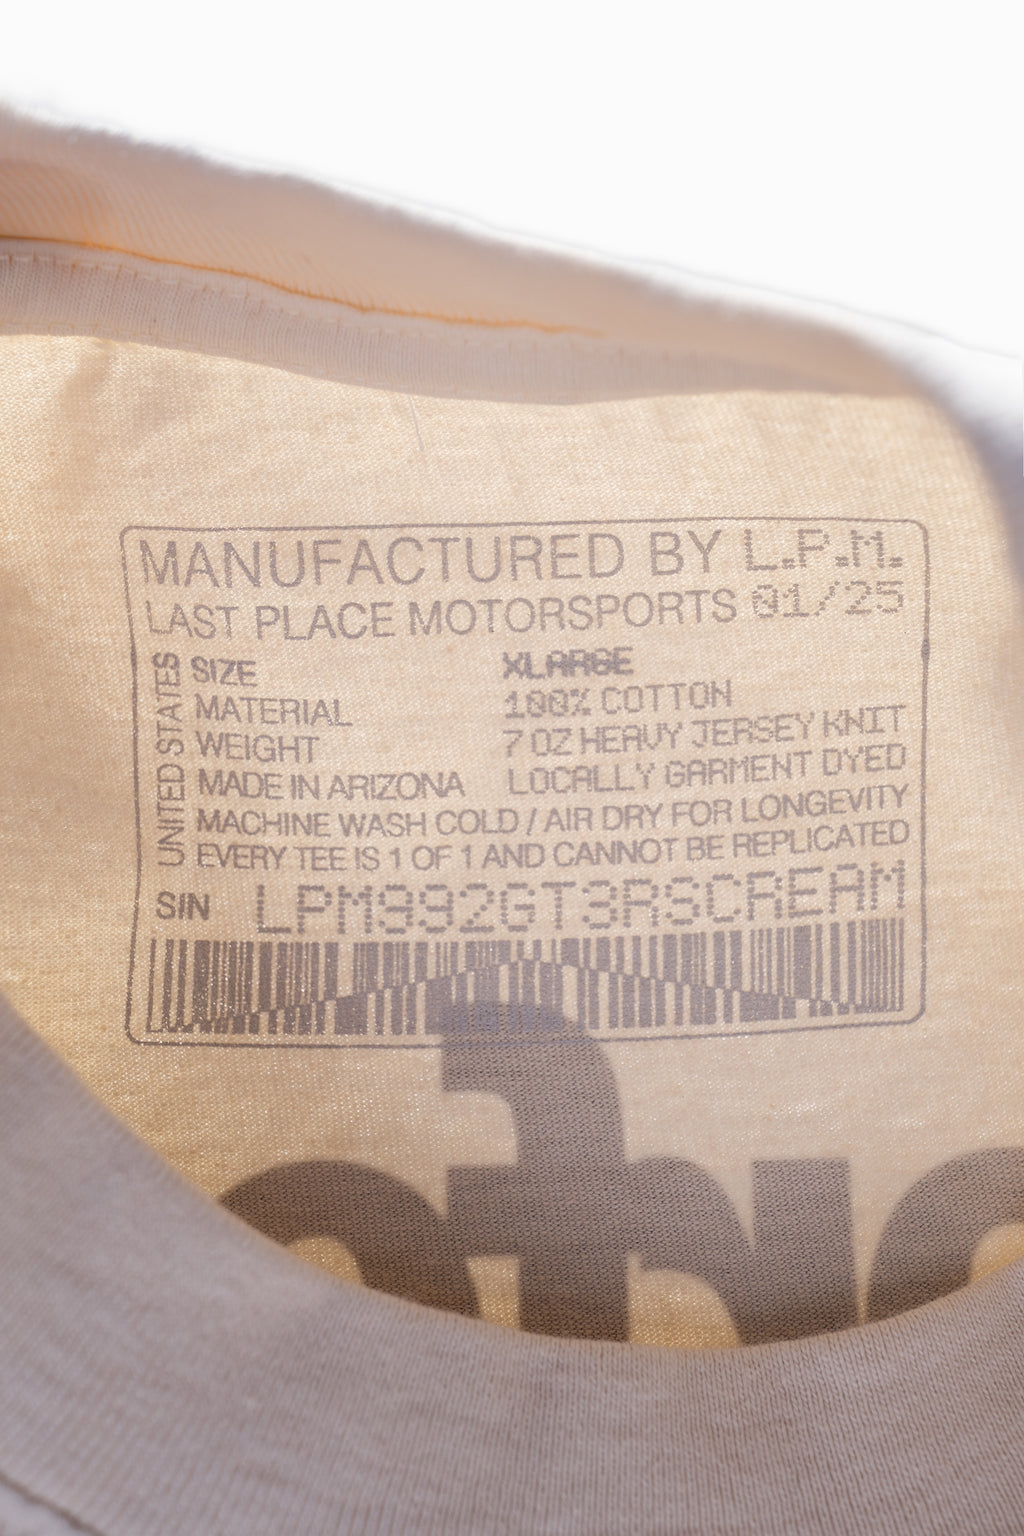 MANUFACTURED BY L.P.M.
LAST PLACE MOTORSPORTS 01/25
UNITED STATES
SIZE XLARGE
MATERIAL 100% COTTON
WEIGHT 7 OZ HEAVY JERSEY KNIT
MADE IN ARIZONA LOCALLY GARMENT DYED
MACHINE WASH COLD / AIR DRY FOR LONGEVITY
EVERY TEE IS 1 OF 1 AND CANNOT BE REPLICATED
SIN LPM992GT3RSCREAM